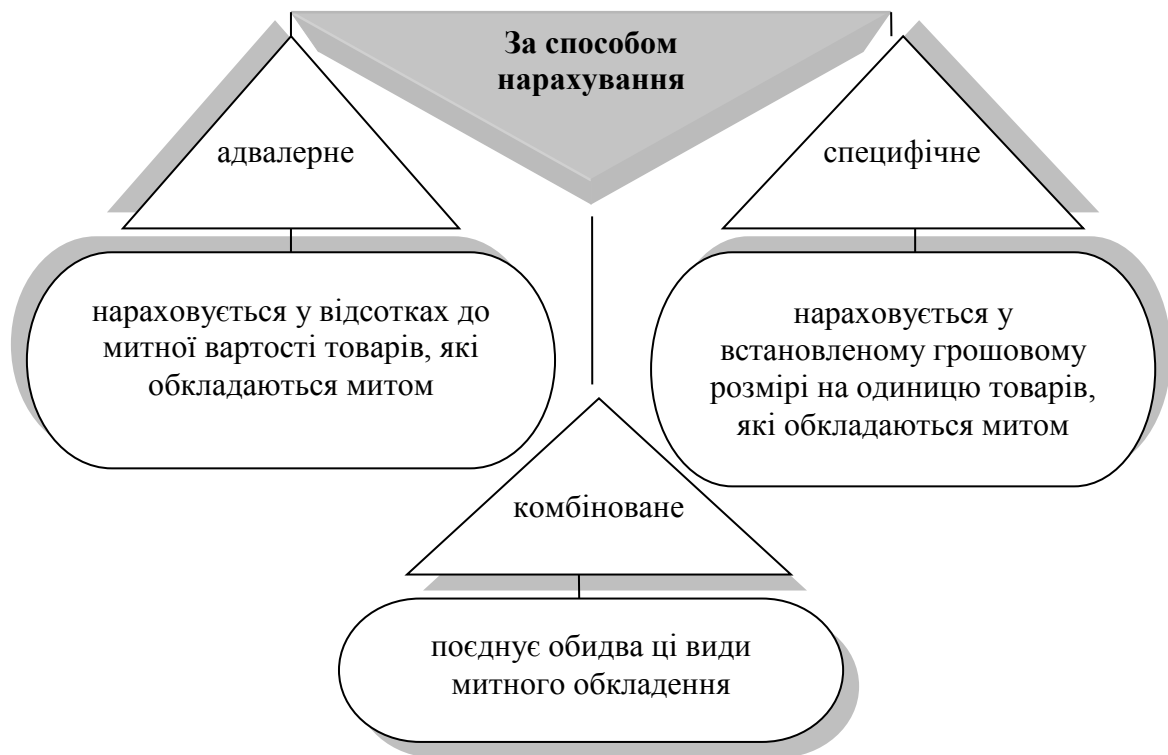 За способом
нарахування
адвалерне
специфічне
нараховується у відсотках до
митної вартості товарів, які
обкладаються митом
нараховується у
встановленому грошовому
розмірі на одиницю товарів,
які обкладаються митом
комбіноване
поєднує обидва ці види
митного обкладення